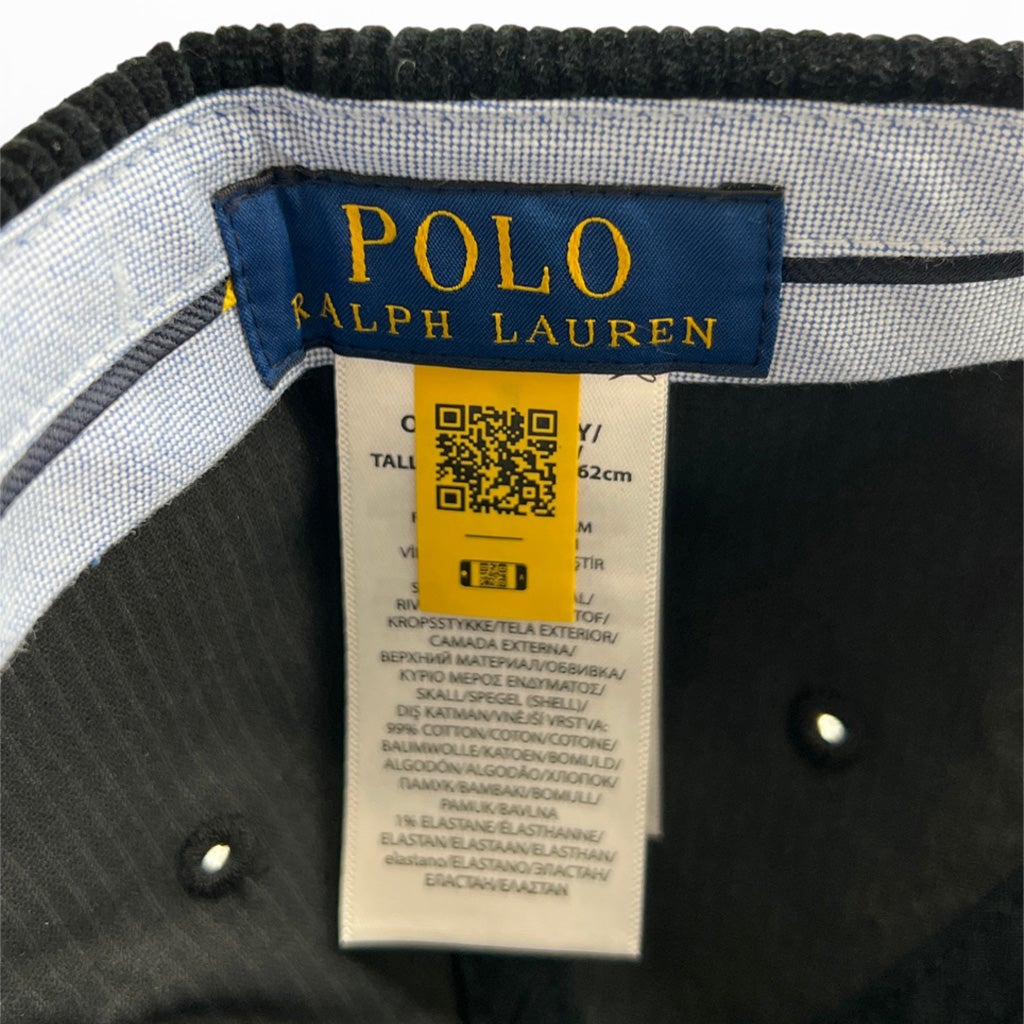 POLO
RALPH LAUREN
Y/
TALL
62cm
KROPSSTYKKE/TELA EXTERIOR/
CAMADA EXTERNA/
ВЕРХНИЙ МАТЕРИАЛ/ОБВИВКА/
ΚΥΡΙΟ ΜΕΡΟΣ ΕΝΔΥΜΑΤΟΣ/
SKALL/SPEGEL (SHELL)/
DIŞ KATMAN/VNĚJŠÍ VRSTVA:
99% COTTON/COTON/COTONE/
BAUMWOLLE/KATOEN/BOMULD/
ALGODÓN/ALGODÃO/ХЛОПОК/
ПАМУК/ΒΑΜΒΑΚΙ/BOMULL/
PAMUK/BAVLNA
1% ELASTANE/ÉLASTHANNE/
ELASTAN/ELASTAAN/ELASTHAN/
elastano/ELASTANO/ЭЛАСТАН/
ЕЛАСТАН/ΕΛΑΣΤΑΝ